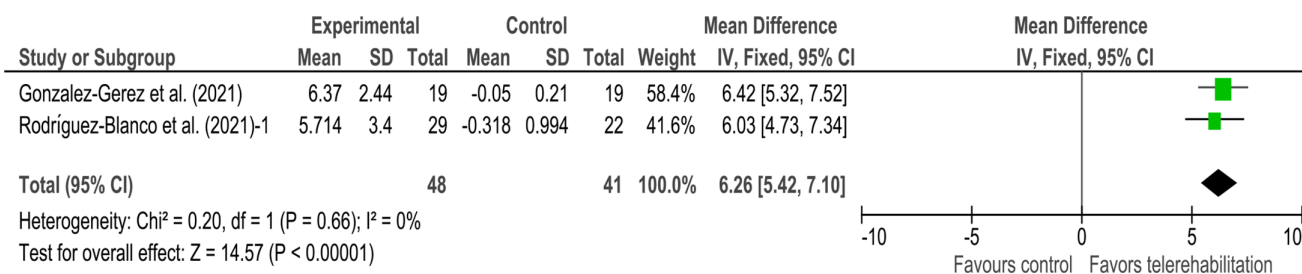 Experimental Control Mean Difference Mean Difference
Study or Subgroup Mean SD Total Mean SD Total Weight IV, Fixed, 95% CI IV, Fixed, 95% CI
Gonzalez-Gerez et al. (2021) 6.37 2.44 19 -0.05 0.21 19 58.4% 6.42 [5.32, 7.52]
Rodríguez-Blanco et al. (2021)-1 5.714 3.4 29 -0.318 0.994 22 41.6% 6.03 [4.73, 7.34]
Total (95% CI) 48 41 100.0% 6.26 [5.42, 7.10]
Heterogeneity: Chi² = 0.20, df = 1 (P = 0.66); I² = 0%
Test for overall effect: Z = 14.57 (P < 0.00001)
-10 -5 0 5 10
Favours control Favors telerehabilitation